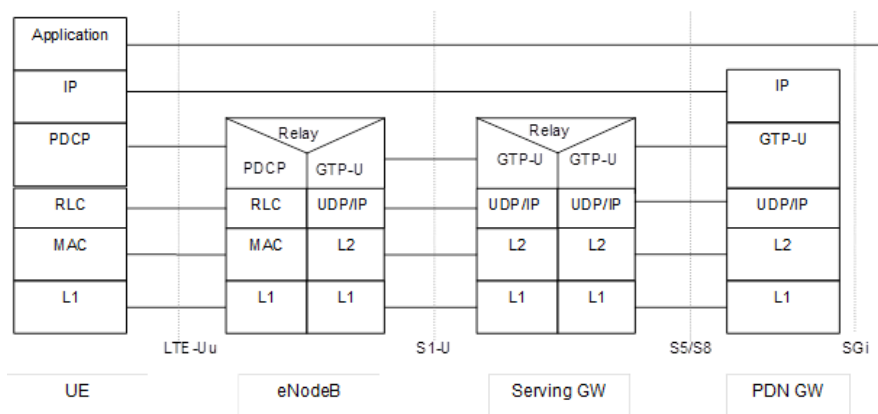 Application
IP IP
Relay Relay
PDCP GTP-U
PDCP GTP-U GTP-U GTP-U
RLC RLC UDP/IP UDP/IP UDP/IP UDP/IP
MAC MAC L2 L2 L2 L2
L1 L1 L1 L1 L1 L1
LTE-Uu S1-U S5/S8 SGi
UE eNodeB Serving GW PDN GW